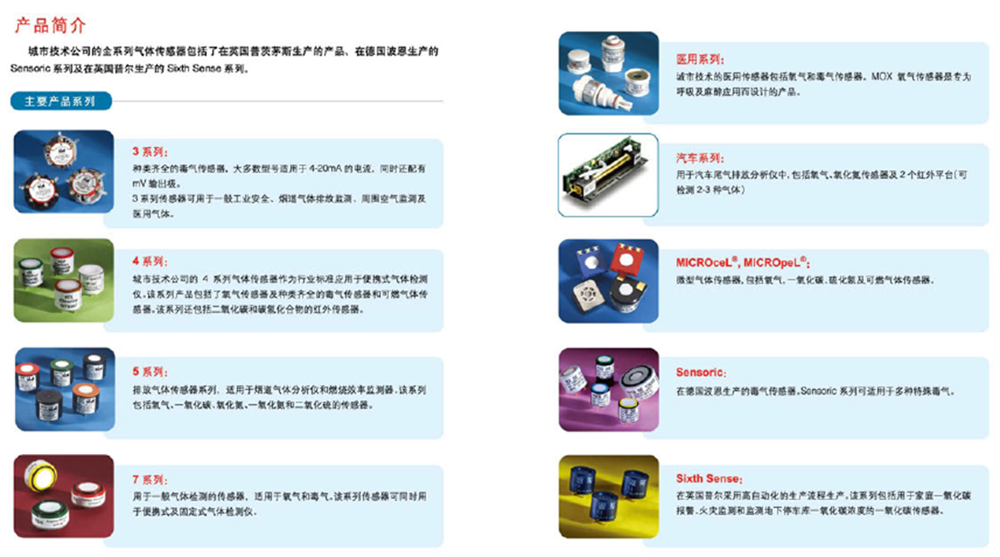 产品简介
城市技术公司的全系列气体传感器包括了在英国普茨茅斯生产的产品、在德国波恩生产的
Sensoric 系列及在英国普尔生产的 Sixth Sense 系列。
主要产品系列
3 系列:
种类齐全的毒气传感器,大多数型号适用于 4-20mA 的电流,同时还配有
mV 输出极。
3 系列传感器可用于一般工业安全、烟道气体排放监测、周围空气监测及
医用气体。
4 系列:
城市技术公司的 4 系列气体传感器作为行业标准应用于便携式气体检测
仪。该系列产品包括了氧气传感器及种类齐全的毒气传感器和可燃气体传
感器。该系列还包括二氧化碳和碳氢化合物的红外传感器。
5 系列:
排放气体传感器系列,适用于烟道气体分析仪和燃烧效率监测器。该系列
包括氧气、一氧化碳、氧化氮、一氧化氮和二氧化硫的传感器。
7 系列:
用于一般气体检测的传感器,适用于氧气和毒气。该系列传感器可同时用
于便携式及固定式气体检测仪。
医用系列:
城市技术的医用传感器包括氧气和毒气传感器。MOX 氧气传感器是专为
呼吸及麻醉应用而设计的产品。
汽车系列:
用于汽车尾气排放分析仪中,包括氧气、氧化氮传感器及 2 个红外平台(可
检测 2-3 种气体)
MICROceL®, MICROpeL®:
微型气体传感器,包括氧气,一氧化碳、硫化氢及可燃气体传感器。
Sensoric:
在德国波恩生产的毒气传感器。Sensoric 系列可适用于多种特殊毒气。
Sixth Sense:
在英国普尔采用高自动化的生产流程生产。该系列包括用于家庭一氧化碳
报警、火灾监测和监测地下停车库一氧化碳浓度的一氧化碳传感器。